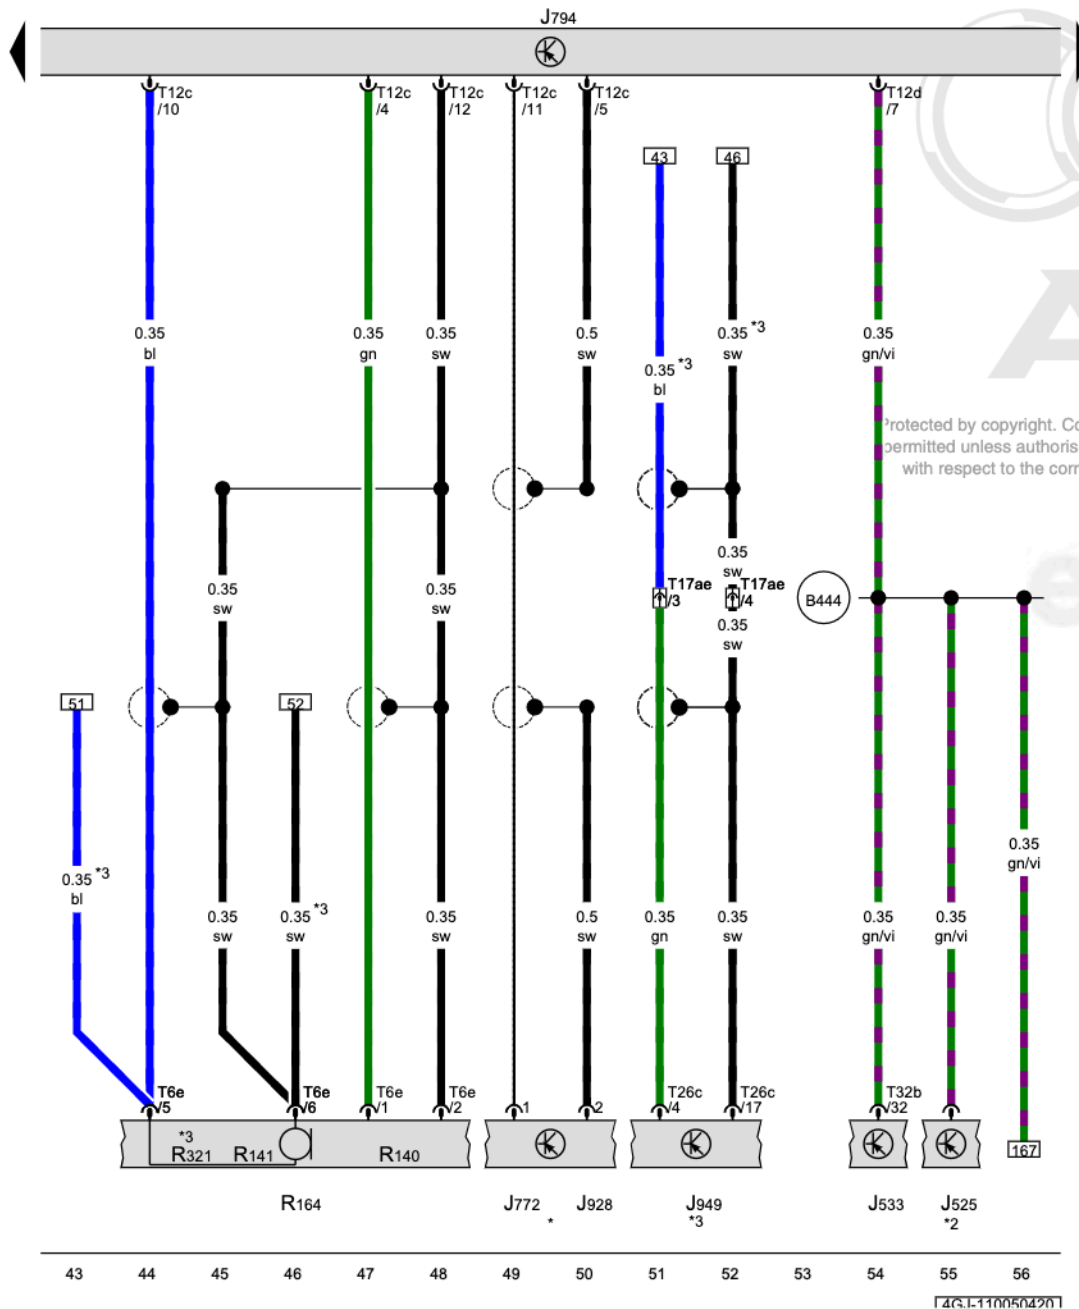 J794
T12c T12c T12c T12c T12c T12d
/10 /4 /12 /11 /5 /7
43 46
0.35 0.35 0.35 0.5 0.35 *3 0.35
bl gn sw sw sw gn/vi
0.35 *3
bl
Protected by copyright. Co
permitted unless authoris
with respect to the corr
0.35
sw
T17ae T17ae
/3 /4
0.35 0.35
sw sw
B444
0.35
sw
51 52
0.35
gn/vi
0.35 *3
bl
0.35 0.35 *3 0.35 0.5 0.35 0.35 0.35 0.35
sw sw sw sw gn sw gn/vi gn/vi
T6e T6e T6e T6e T26c T26c T32b
/5 /6 /1 /2 1 2 /4 /17 /32
*3
R321 R141 R140
167
R164 J772 J928 J949 J533 J525
* *3 *2
43 44 45 46 47 48 49 50 51 52 53 54 55 56
4GJ-110050420